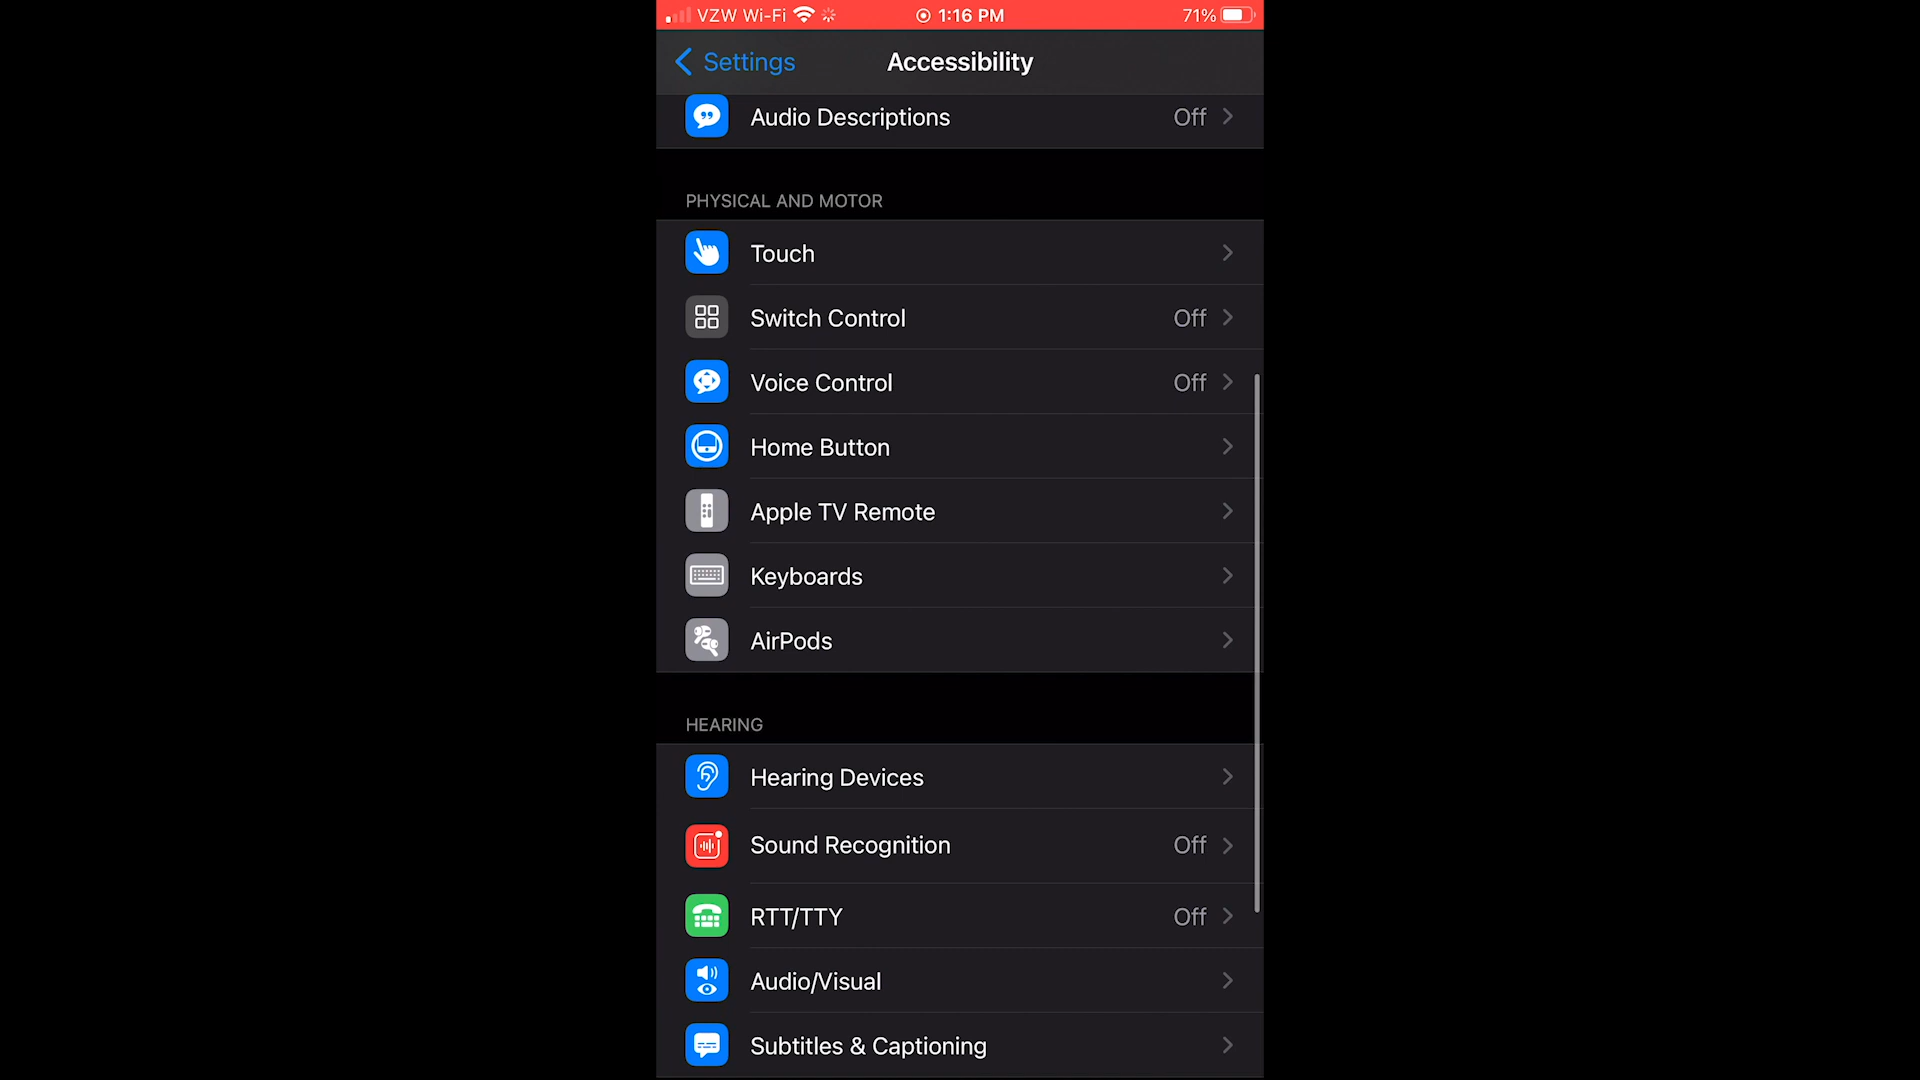 VZW Wi-Fi 1:16 PM 71%
Settings Accessibility
Audio Descriptions Off
PHYSICAL AND MOTOR
Touch
Switch Control Off
Voice Control Off
Home Button
Apple TV Remote
Keyboards
AirPods
HEARING
Hearing Devices
Sound Recognition Off
RTT/TTY Off
Audio/Visual
Subtitles & Captioning